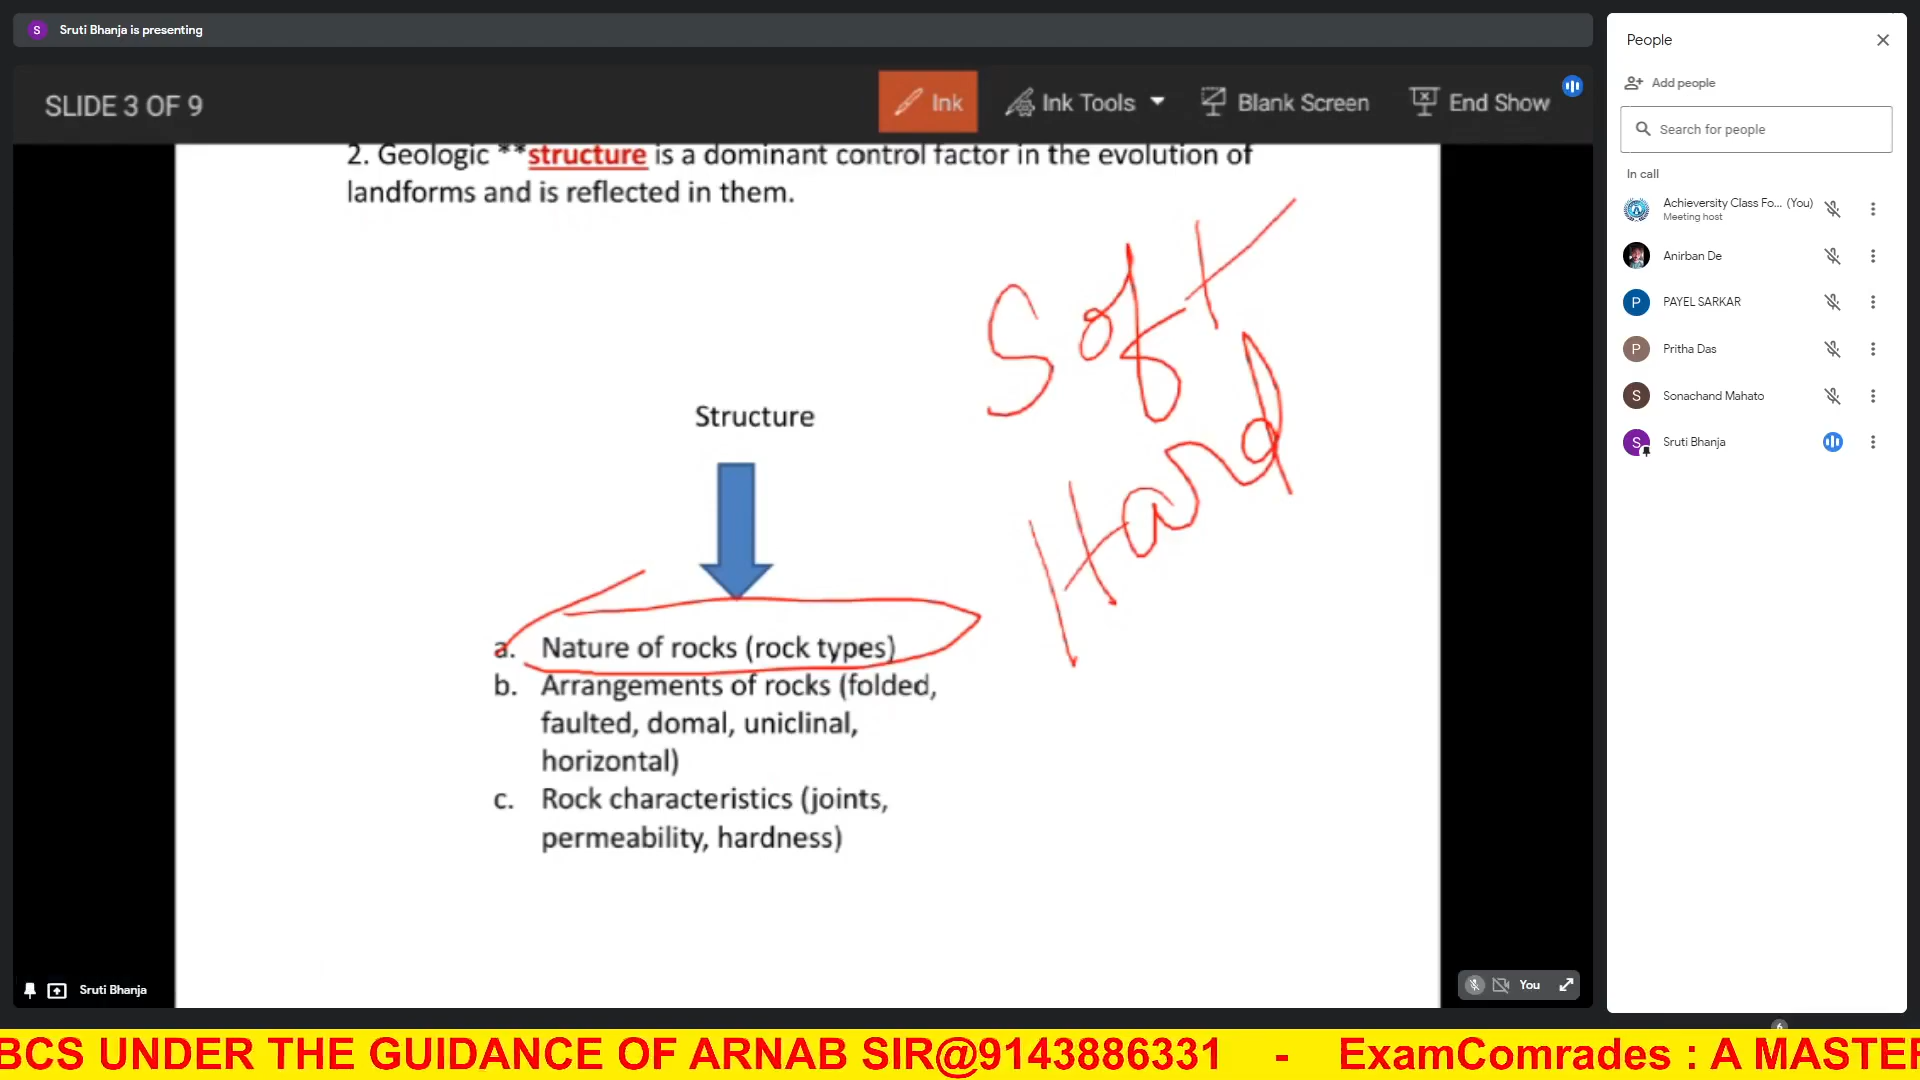 S Sruti Bhanja is presenting
SLIDE 3 OF 9
Ink
Ink Tools
Blank Screen
End Show
2. Geologic **structure is a dominant control factor in the evolution of
landforms and is reflected in them.
Soft
Hard
Structure
a. Nature of rocks (rock types)
b. Arrangements of rocks (folded,
faulted, domal, uniclinal,
horizontal)
c. Rock characteristics (joints,
permeability, hardness)
Sruti Bhanja
You
People
Add people
Search for people
In call
Achieversity Class Fo... (You)
Meeting host
Anirban De
P PAYEL SARKAR
P Pritha Das
S Sonachand Mahato
S Sruti Bhanja
6
BCS UNDER THE GUIDANCE OF ARNAB SIR@9143886331 - ExamComrades : A MASTER